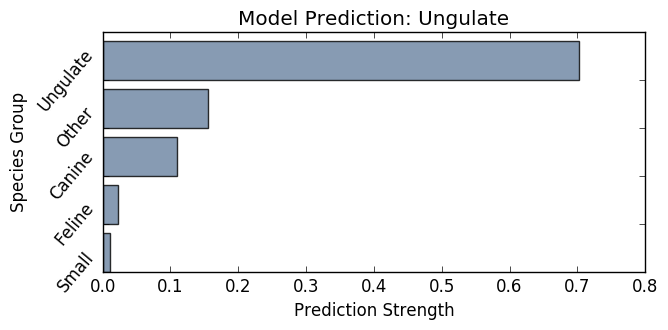 Model Prediction: Ungulate
Species Group
Ungulate
Other
Canine
Feline
Small
0.0 0.1 0.2 0.3 0.4 0.5 0.6 0.7 0.8
Prediction Strength